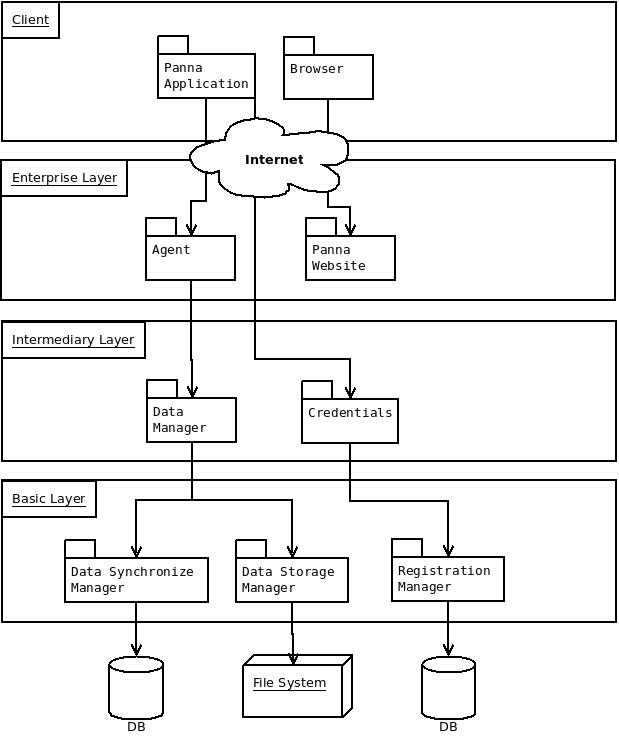 Client
Panna
Application
Browser
Internet
Enterprise Layer
Agent
Panna
Website
Intermediary Layer
Data
Manager
Credentials
Basic Layer
Data Synchronize
Manager
Data Storage
Manager
Registration
Manager
File System
DB
DB